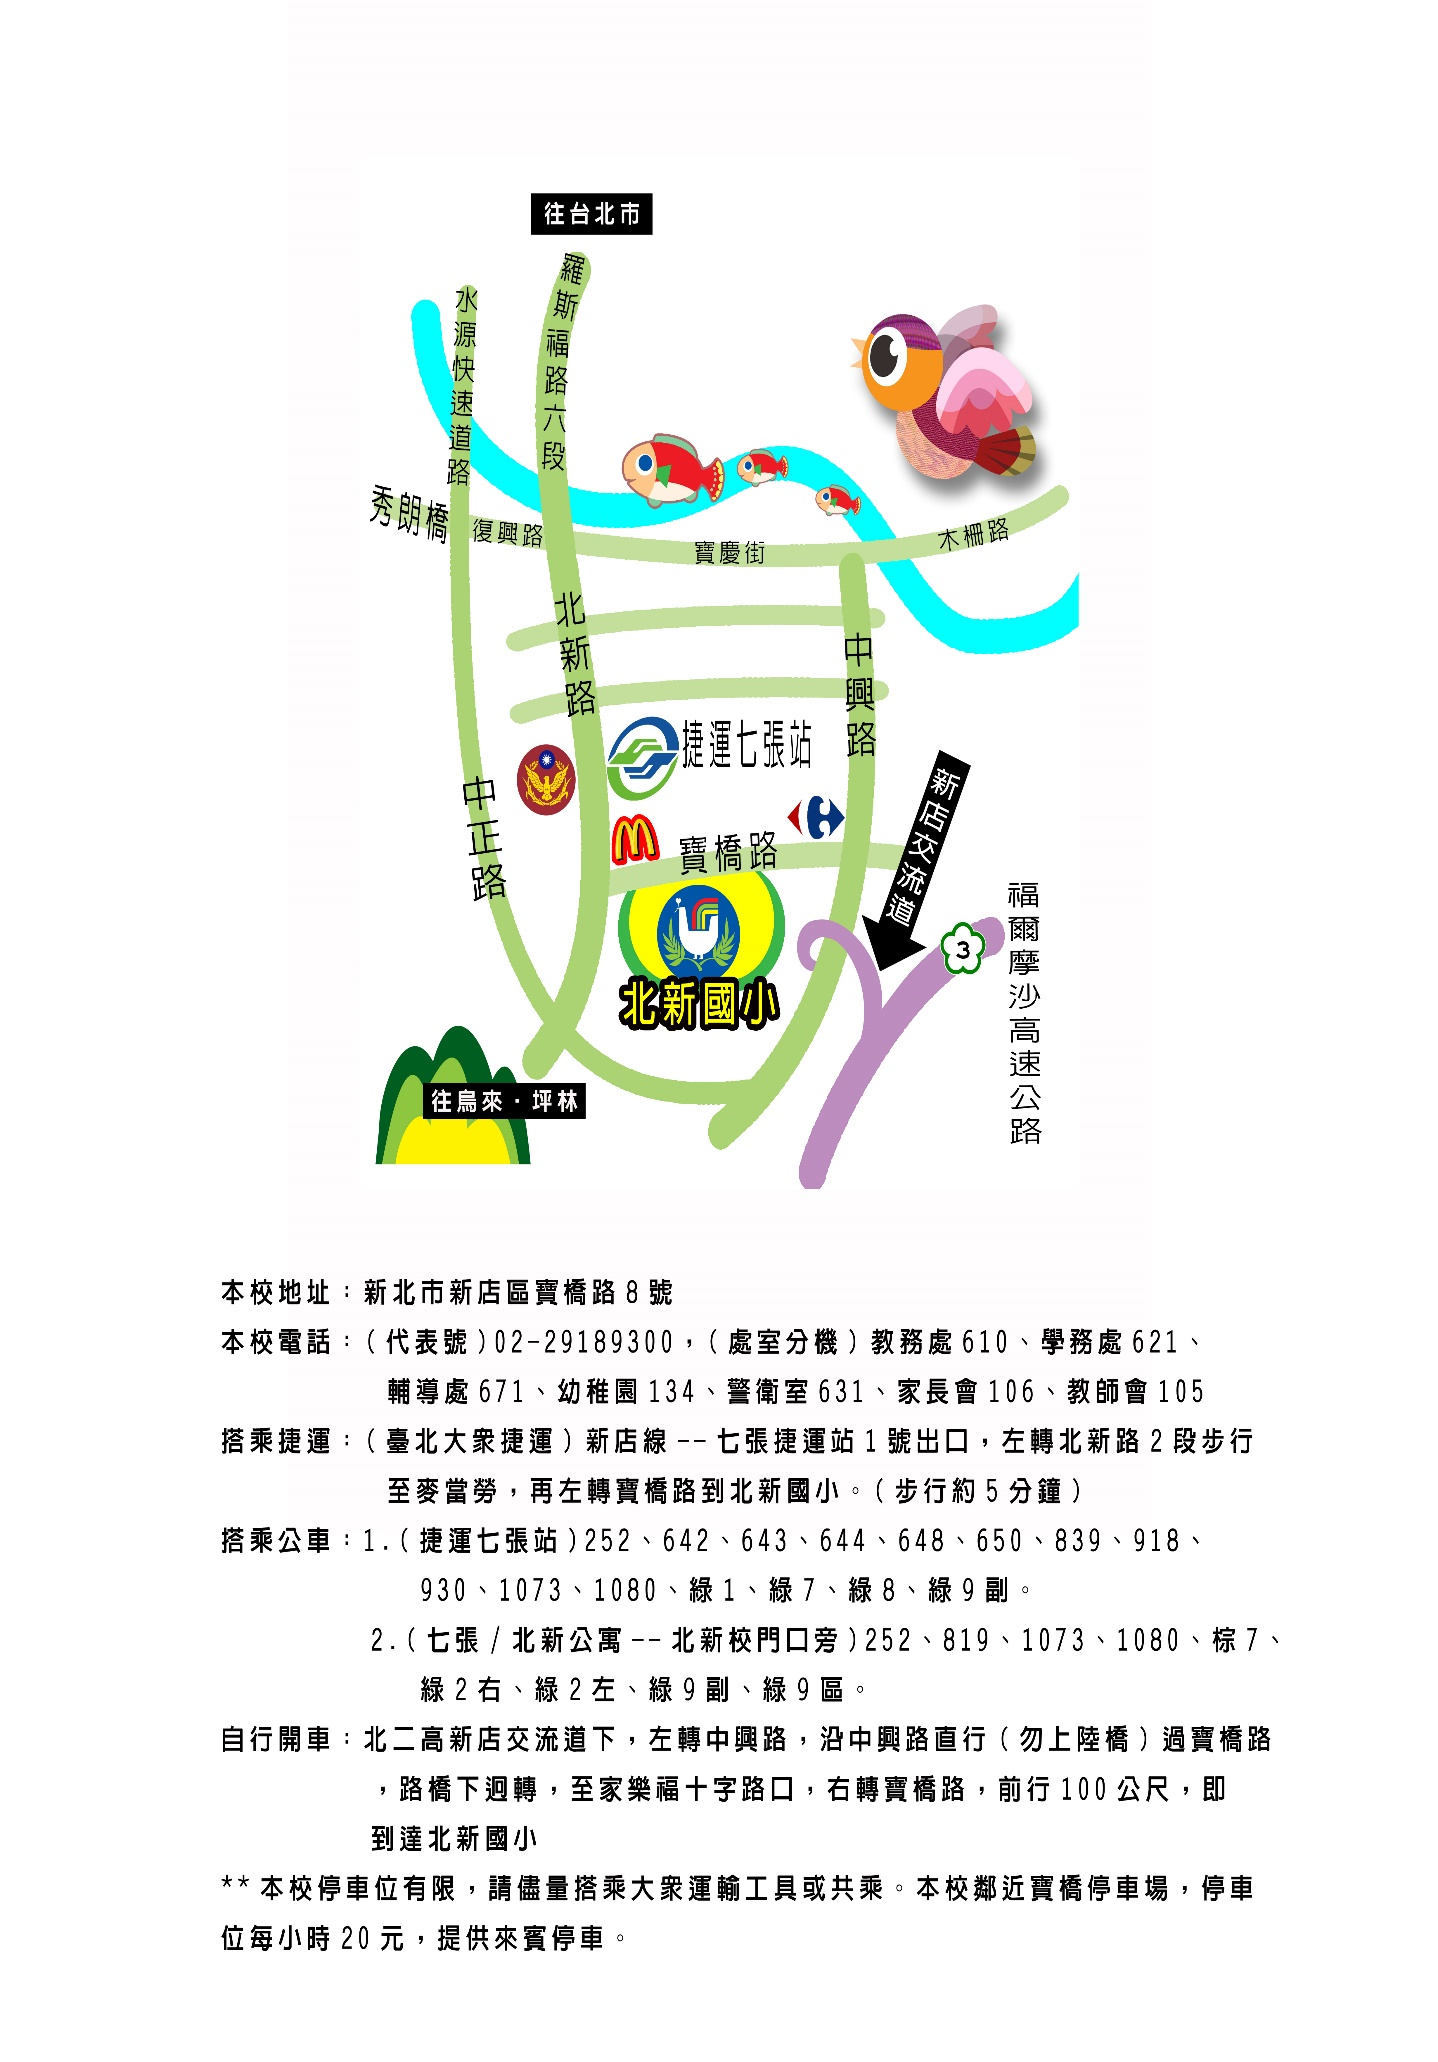 往台北市
羅斯福路六段
水源快速道路
秀朗橋
復興路
寶慶街
木柵路
北新路
中興路
捷運七張站
中正路
寶橋路
新店交流道
福爾摩沙高速公路
3
北新國小
往烏來·坪林
本校地址：新北市新店區寶橋路8號
本校電話：(代表號)02-29189300，(處室分機)教務處610、學務處621、
輔導處671、幼稚園134、警衛室631、家長會106、教師會105
搭乘捷運：(臺北大眾捷運)新店線--七張捷運站1號出口，左轉北新路2段步行
至麥當勞，再左轉寶橋路到北新國小。(步行約5分鐘)
搭乘公車：1.(捷運七張站)252、642、643、644、648、650、839、918、
930、1073、1080、綠1、綠7、綠8、綠9副。
2.(七張/北新公寓--北新校門口旁)252、819、1073、1080、棕7、
綠2右、綠2左、綠9副、綠9區。
自行開車：北二高新店交流道下，左轉中興路，沿中興路直行(勿上陸橋)過寶橋路
，路橋下迴轉，至家樂福十字路口，右轉寶橋路，前行100公尺，即
到達北新國小
**本校停車位有限，請儘量搭乘大眾運輸工具或共乘。本校鄰近寶橋停車場，停車
位每小時20元，提供來賓停車。